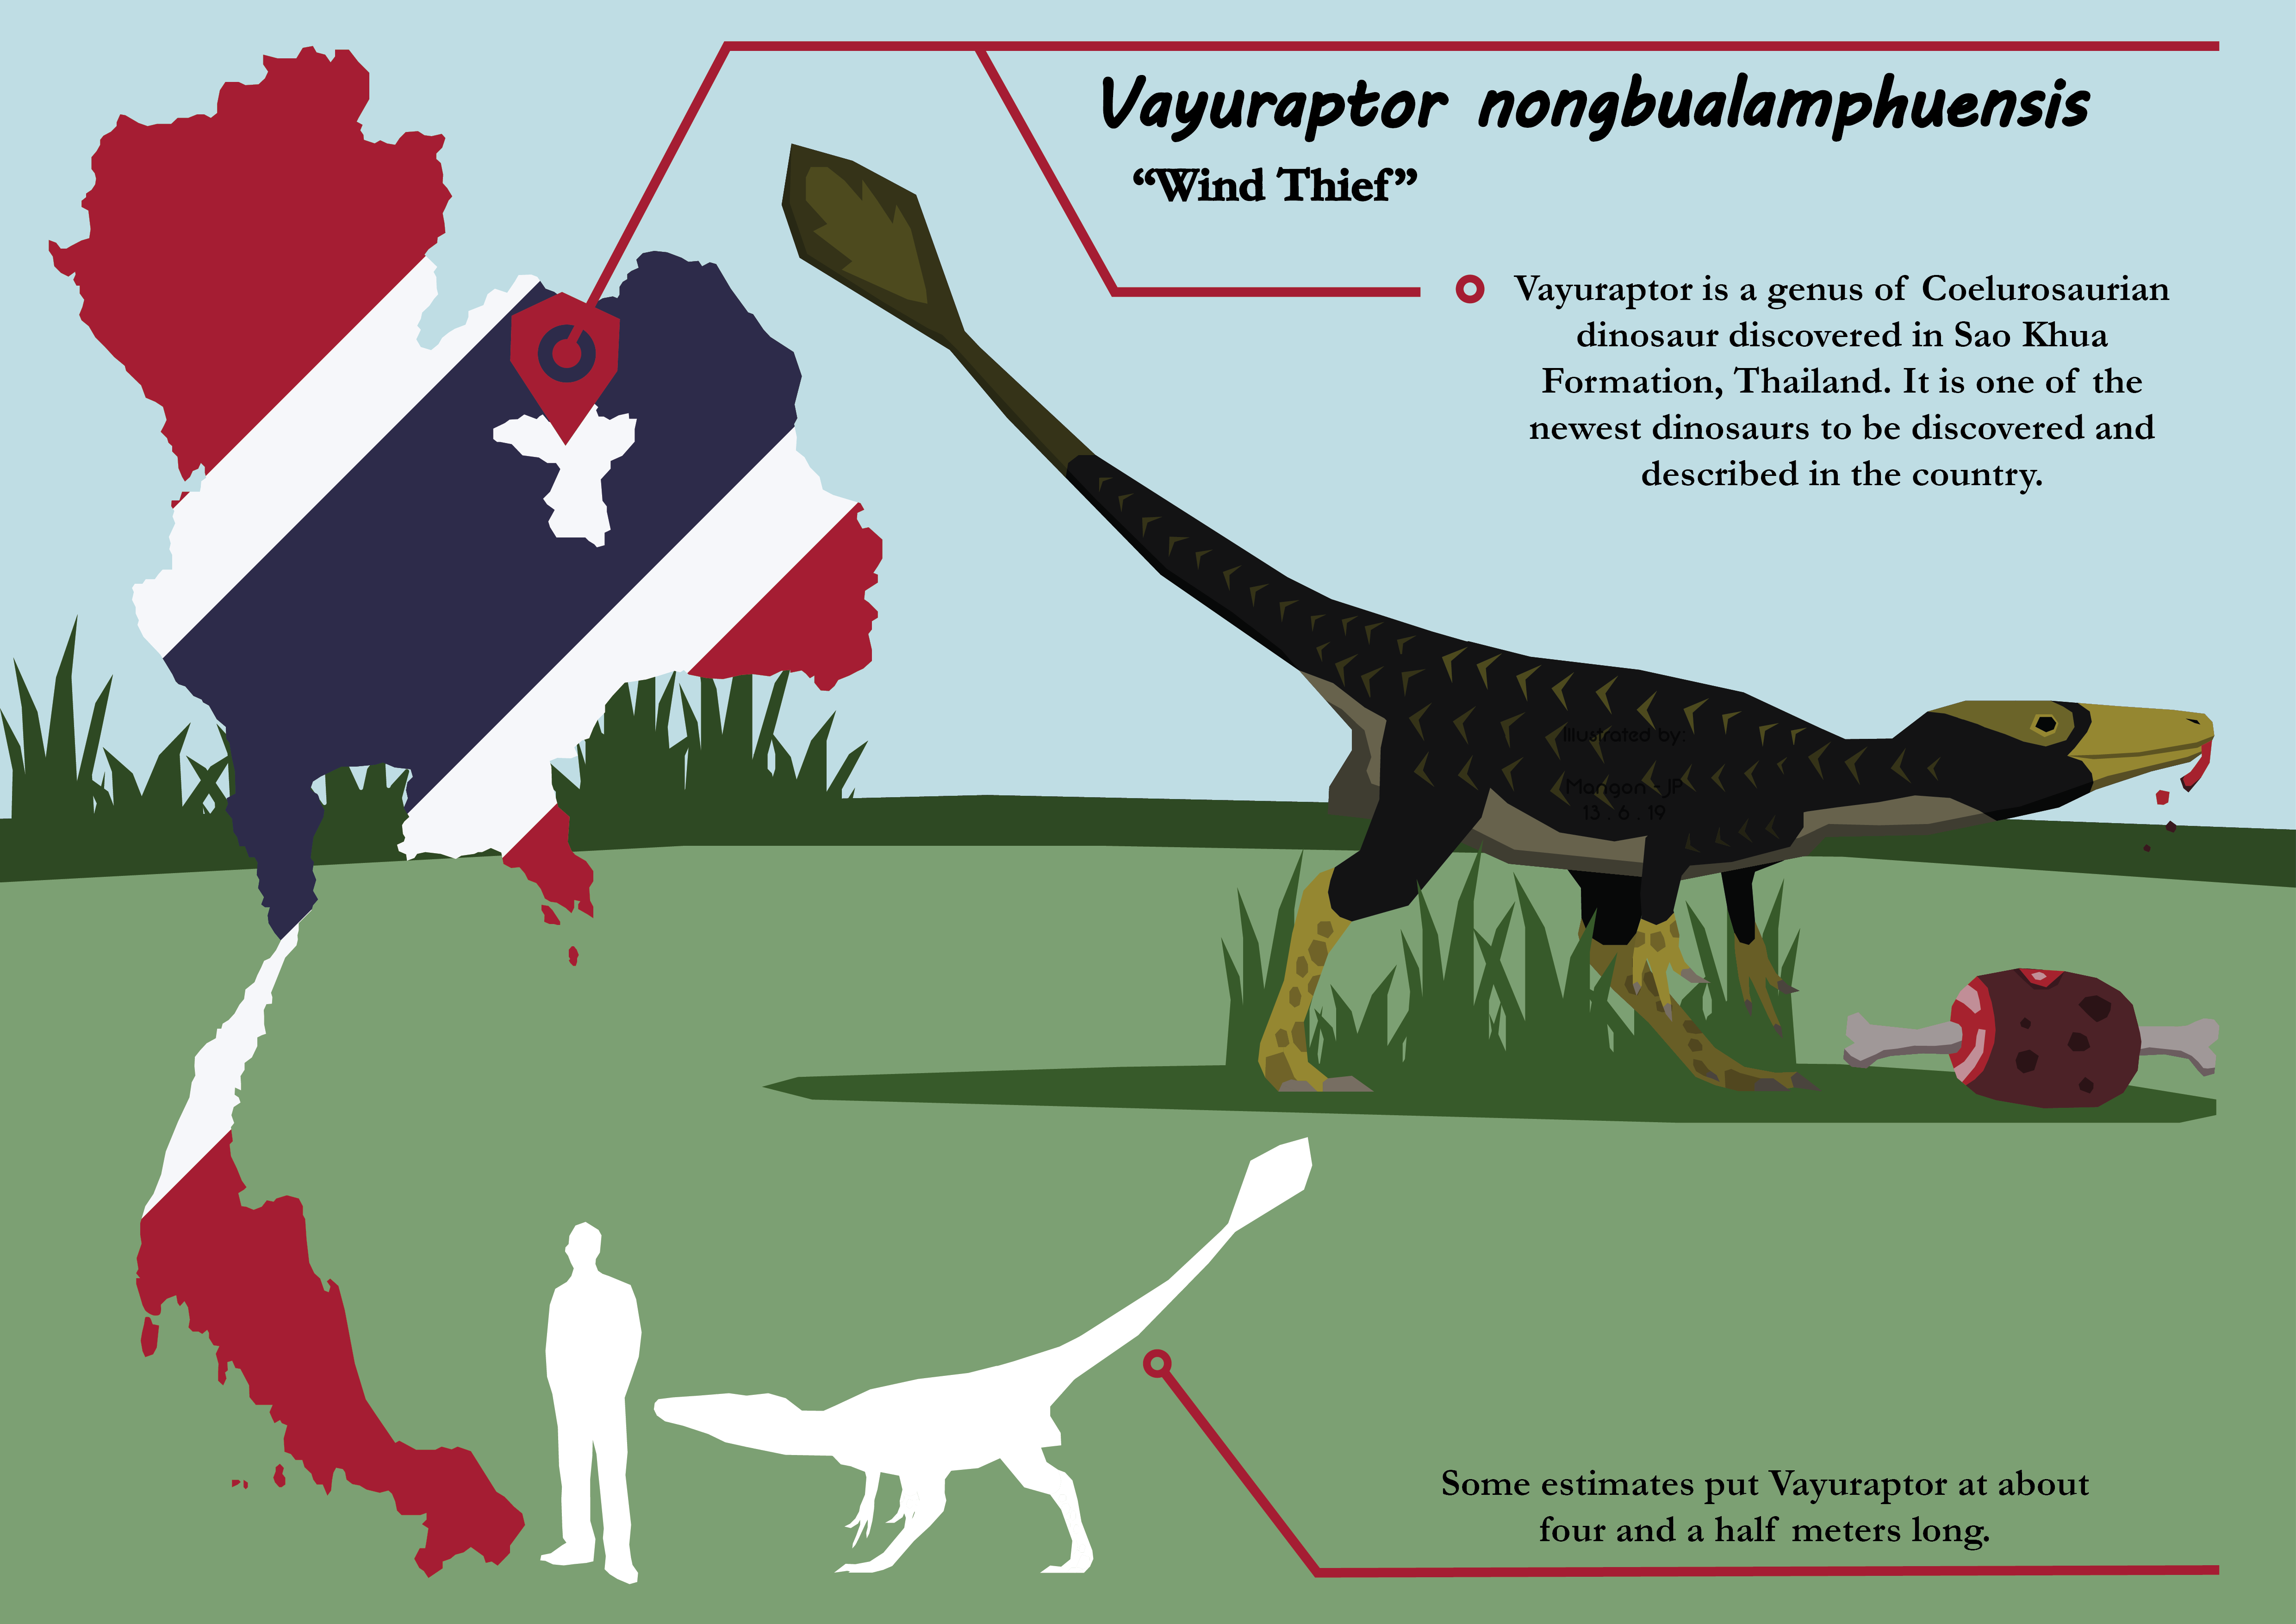 Vayuraptor nongbualamphuensis
“Wind Thief”
Vayuraptor is a genus of Coelurosaurian
dinosaur discovered in Sao Khua
Formation, Thailand. It is one of the
newest dinosaurs to be discovered and
described in the country.
Illustrated by:
Mangon - JP
13 . 6 . 19
Some estimates put Vayuraptor at about
four and a half meters long.